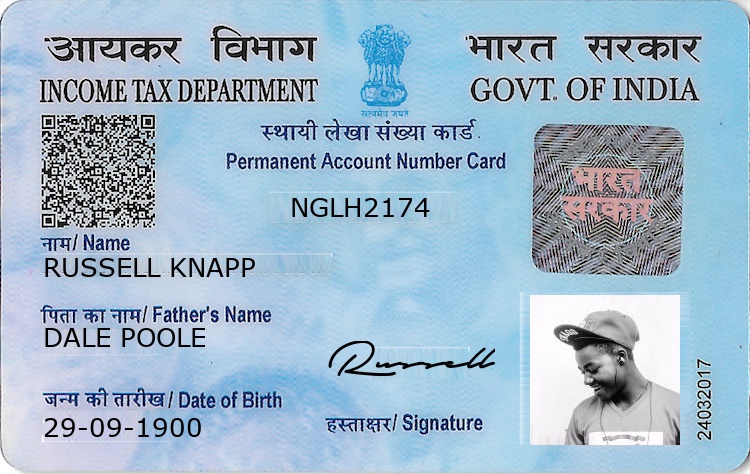 आयकर विभाग
INCOME TAX DEPARTMENT
सत्यमेव जयते
भारत सरकार
GOVT. OF INDIA
स्थायी लेखा संख्या कार्ड
Permanent Account Number Card
NGLH2174
भारत
सरकार
नाम/ Name
RUSSELL KNAPP
पिता का नाम/ Father's Name
DALE POOLE
जन्म की तारीख/ Date of Birth
29-09-1900
Russell
हस्ताक्षर/ Signature
24032017